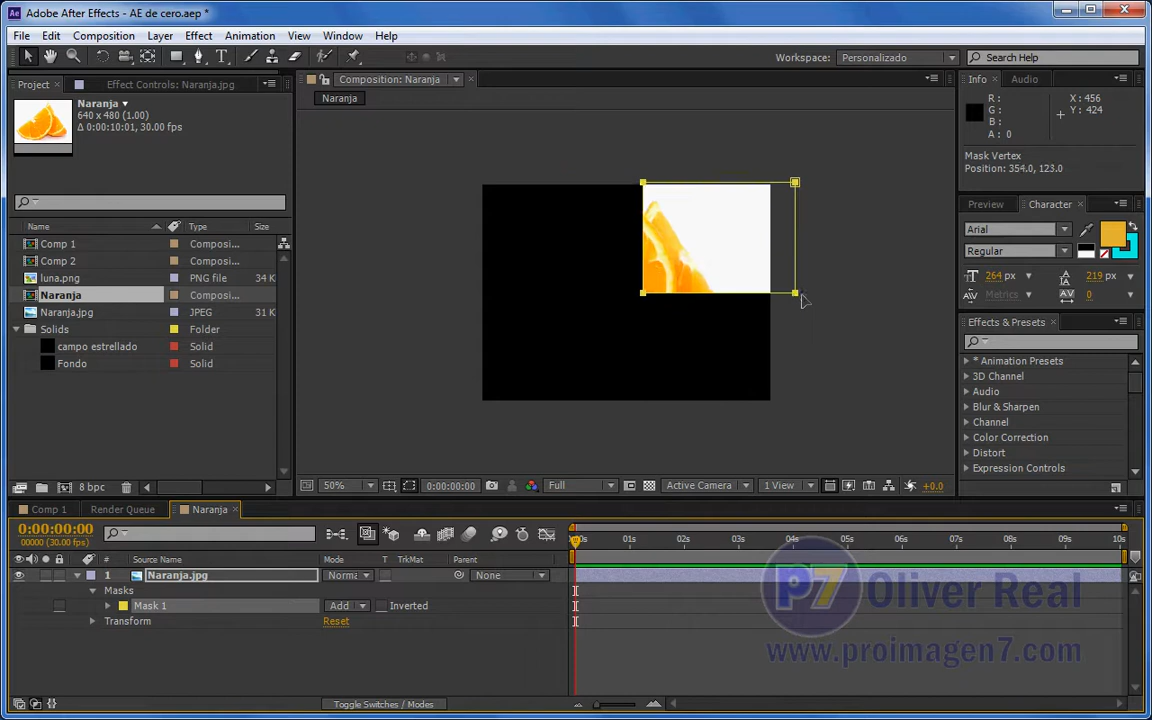 Ae Adobe After Effects - AE de cero.aep *
File Edit Composition Layer Effect Animation View Window Help
Workspace: Personalizado Search Help
Project Effect Controls: Naranja.jpg
Naranja▼
640 x 480 (1.00)
Δ 0:00:10:01, 30.00 fps
Name Type Size
Comp 1 Composi...
Comp 2 Composi...
luna.png PNG file 34 K
Naranja Composi...
Naranja.jpg JPEG 31 K
Solids Folder
campo estrellado Solid
Fondo Solid
8 bpc
Composition: Naranja
Naranja
50% 0:00:00:00 Full Active Camera 1 View +0.0
Info Audio
R : X : 456
G : Y : 424
B :
A : 0
Mask Vertex
Position: 354.0, 123.0
Preview Character
Arial
Regular
264 px 219 px
Metrics 0
Effects & Presets
* Animation Presets
3D Channel
Audio
Blur & Sharpen
Channel
Color Correction
Distort
Expression Controls
Comp 1 Render Queue Naranja
0:00:00:00
00000 (30.00 fps)
# Source Name Mode T TrkMat Parent
1 Naranja.jpg Norma None
Masks
Mask 1 Add Inverted
Transform Reset
01s 02s 03s 04s 05s 06s 07s 08s 09s 10s
Toggle Switches / Modes
P7 Oliver Real
www.proimagen7.com